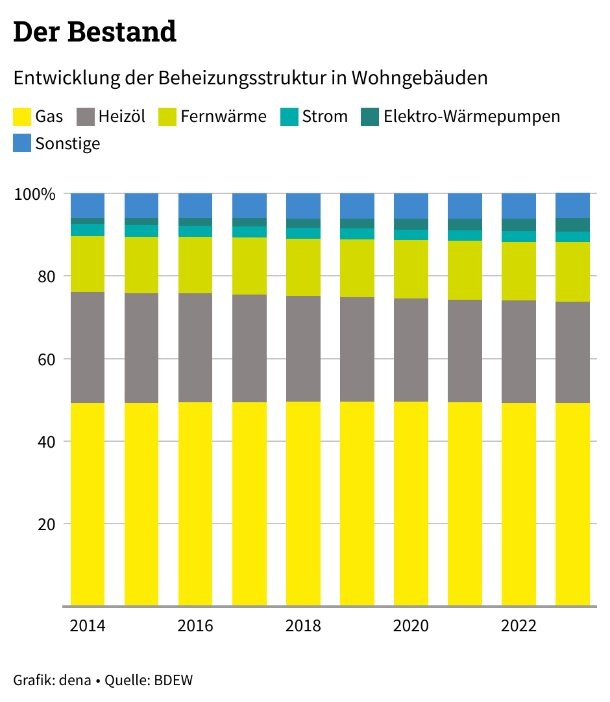 Der Bestand
Entwicklung der Beheizungsstruktur in Wohngebäuden
Gas Heizöl Fernwärme Strom Elektro-Wärmepumpen
Sonstige
100%
80
60
40
20
2014 2016 2018 2020 2022
Grafik: dena • Quelle: BDEW